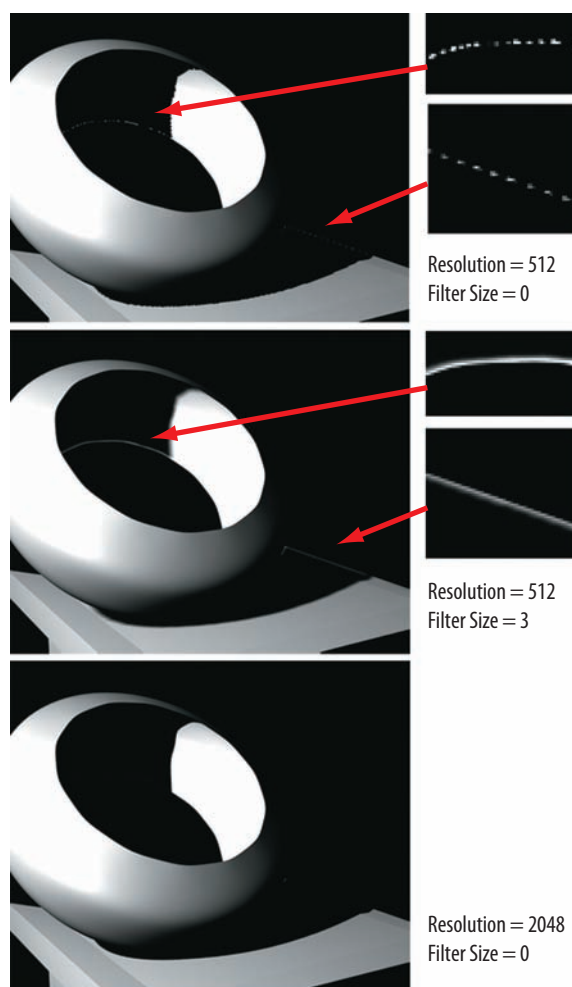 Resolution = 512
Filter Size = 0
Resolution = 512
Filter Size = 3
Resolution = 2048
Filter Size = 0